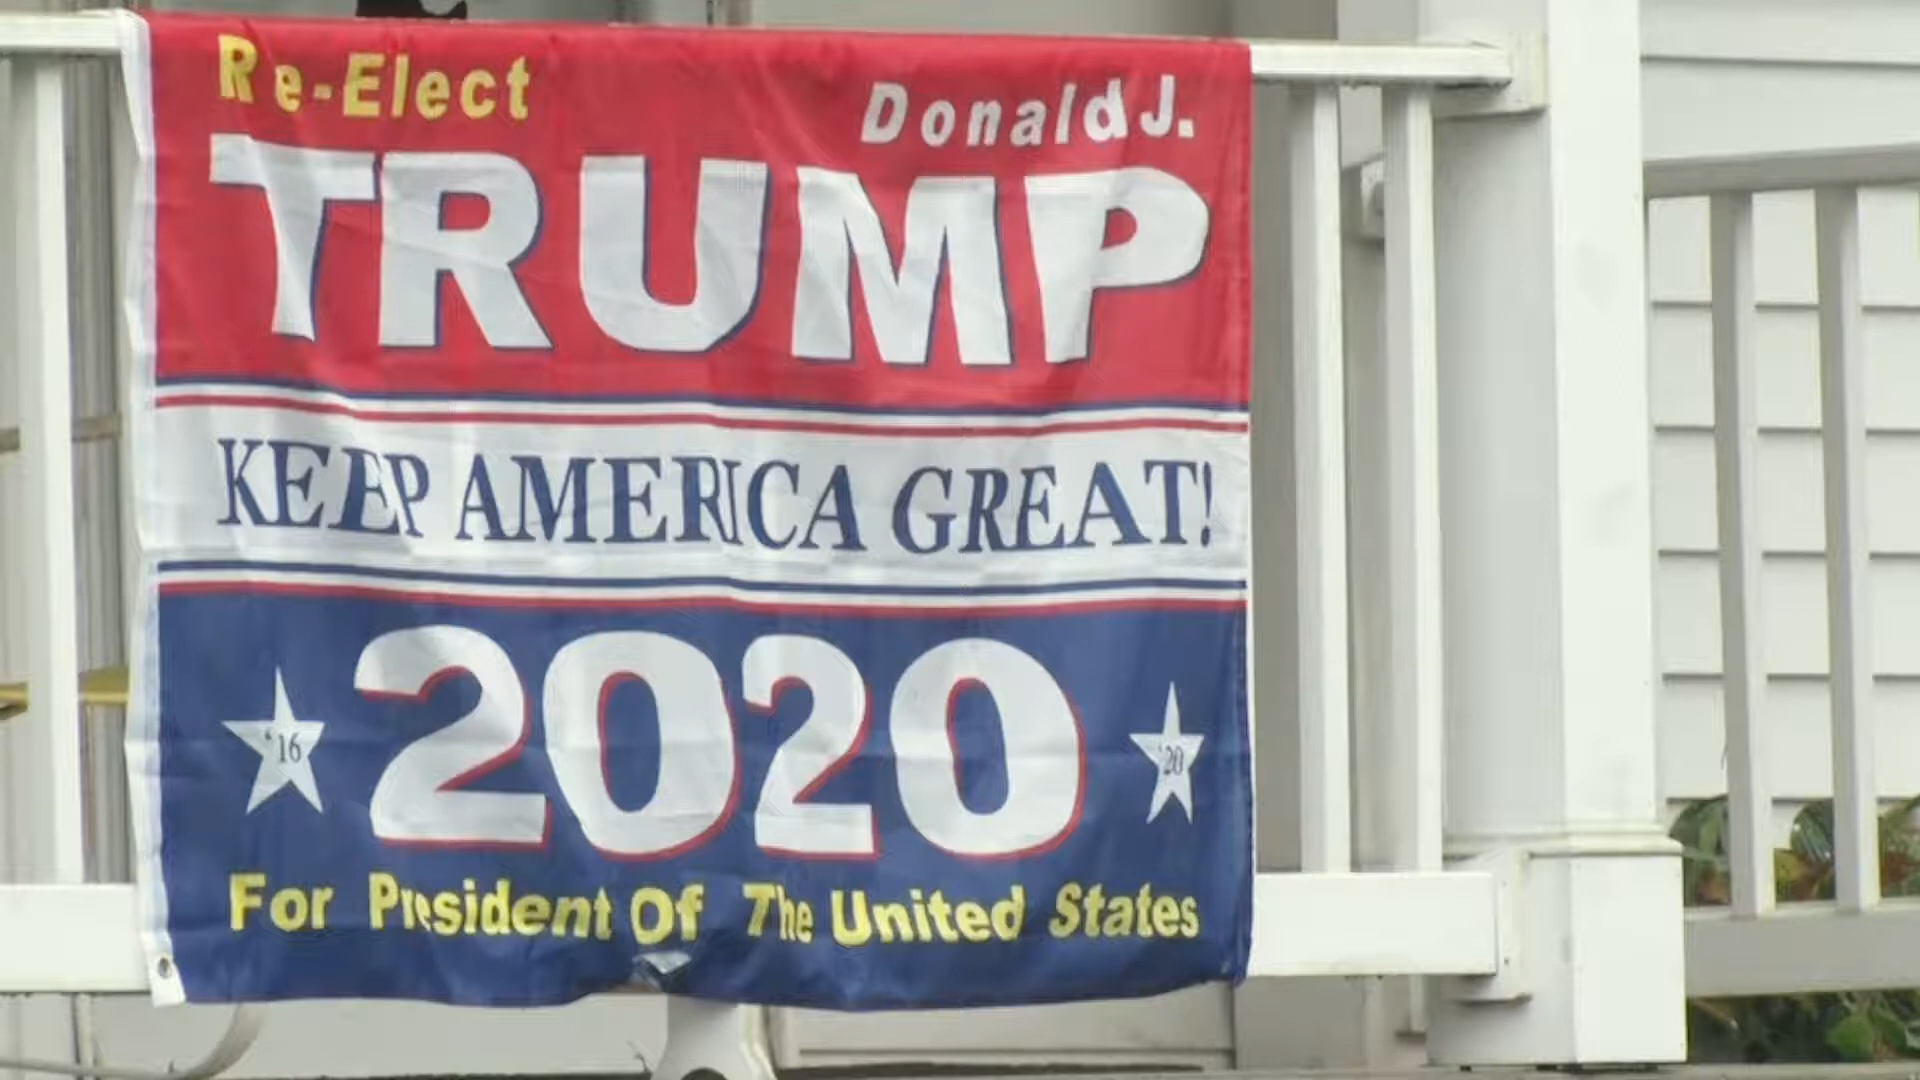 Re-Elect
Donald J.
TRUMP
KEEP AMERICA GREAT!
2020
'16
'20
For President Of The United States